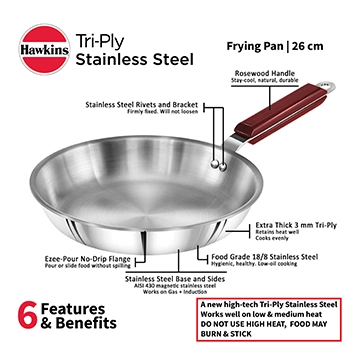 Hawkins
Tri-Ply
Stainless Steel
Frying Pan | 26 cm
Rosewood Handle
Stay-cool, natural, durable
Stainless Steel Rivets and Bracket
Firmly fixed. Will not loosen
Extra Thick 3 mm Tri-Ply
Retains heat well
Cooks evenly
Ezee-Pour No-Drip Flange
Pour or slide food without spilling
Food Grade 18/8 Stainless Steel
Hygienic, healthy. Low-oil cooking
Stainless Steel Base and Sides
AISI 430 magnetic stainless steel
Works on Gas + Induction
6 Features
& Benefits
A new high-tech Tri-Ply Stainless Steel
Works well on low & medium heat
DO NOT USE HIGH HEAT, FOOD MAY
BURN & STICK